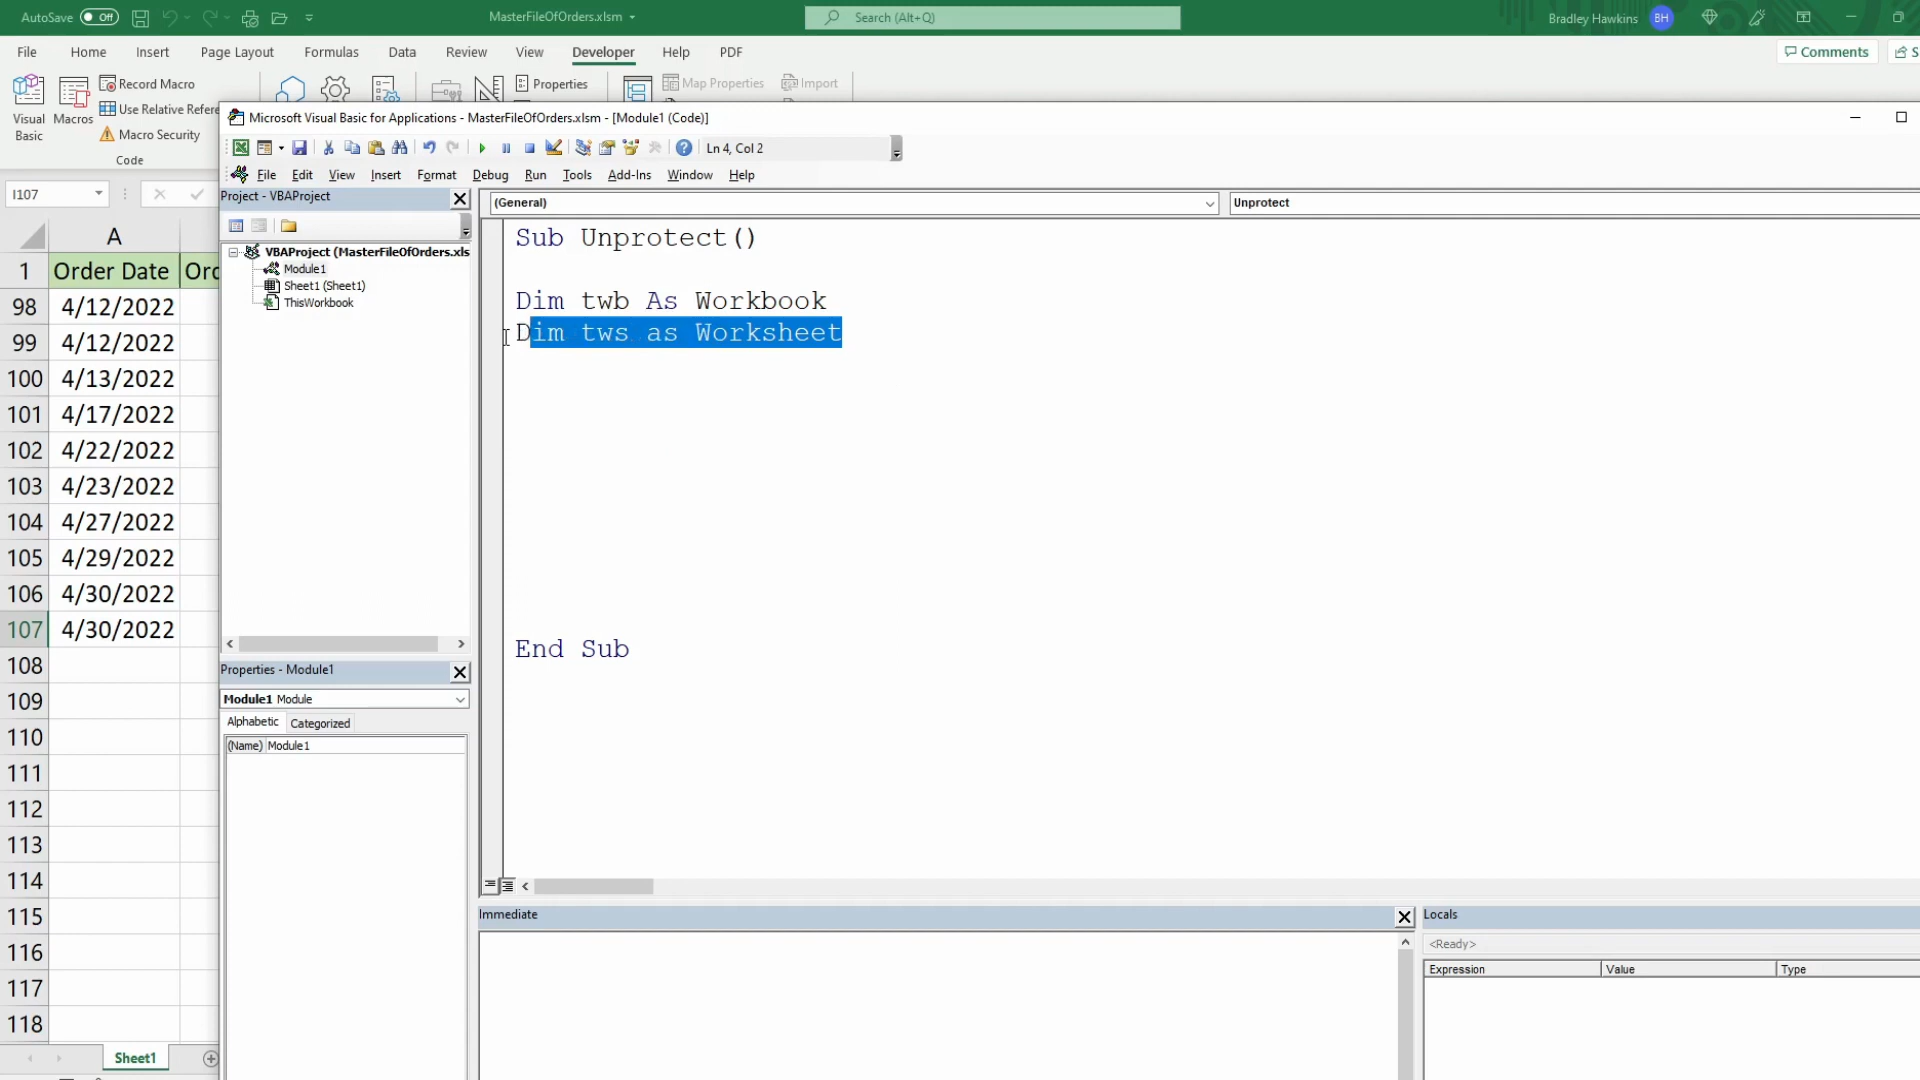 AutoSave Off MasterFileOfOrders.xlsm Search (Alt+Q) Bradley Hawkins BH
File Home Insert Page Layout Formulas Data Review View Developer Help PDF Comments S
Visual Basic
Macros
Record Macro
Use Relative Refere
Macro Security
Code
Properties
Map Properties
Import
Microsoft Visual Basic for Applications - MasterFileOfOrders.xlsm - [Module1 (Code)]
Ln 4, Col 2
File Edit View Insert Format Debug Run Tools Add-Ins Window Help
I107
Project - VBAProject
(General) Unprotect
VBAProject (MasterFileOfOrders.xls
Module1
Sheet1 (Sheet1)
ThisWorkbook
Sub Unprotect()
Dim twb As Workbook
Dim tws as Worksheet
End Sub
A
1 Order Date Orc
98 4/12/2022
99 4/12/2022
100 4/13/2022
101 4/17/2022
102 4/22/2022
103 4/23/2022
104 4/27/2022
105 4/29/2022
106 4/30/2022
107 4/30/2022
108
109
110
111
112
113
114
115
116
117
118
Properties - Module1
Module1 Module
Alphabetic Categorized
(Name) Module1
Immediate
Locals
<Ready>
Expression Value Type
Sheet1